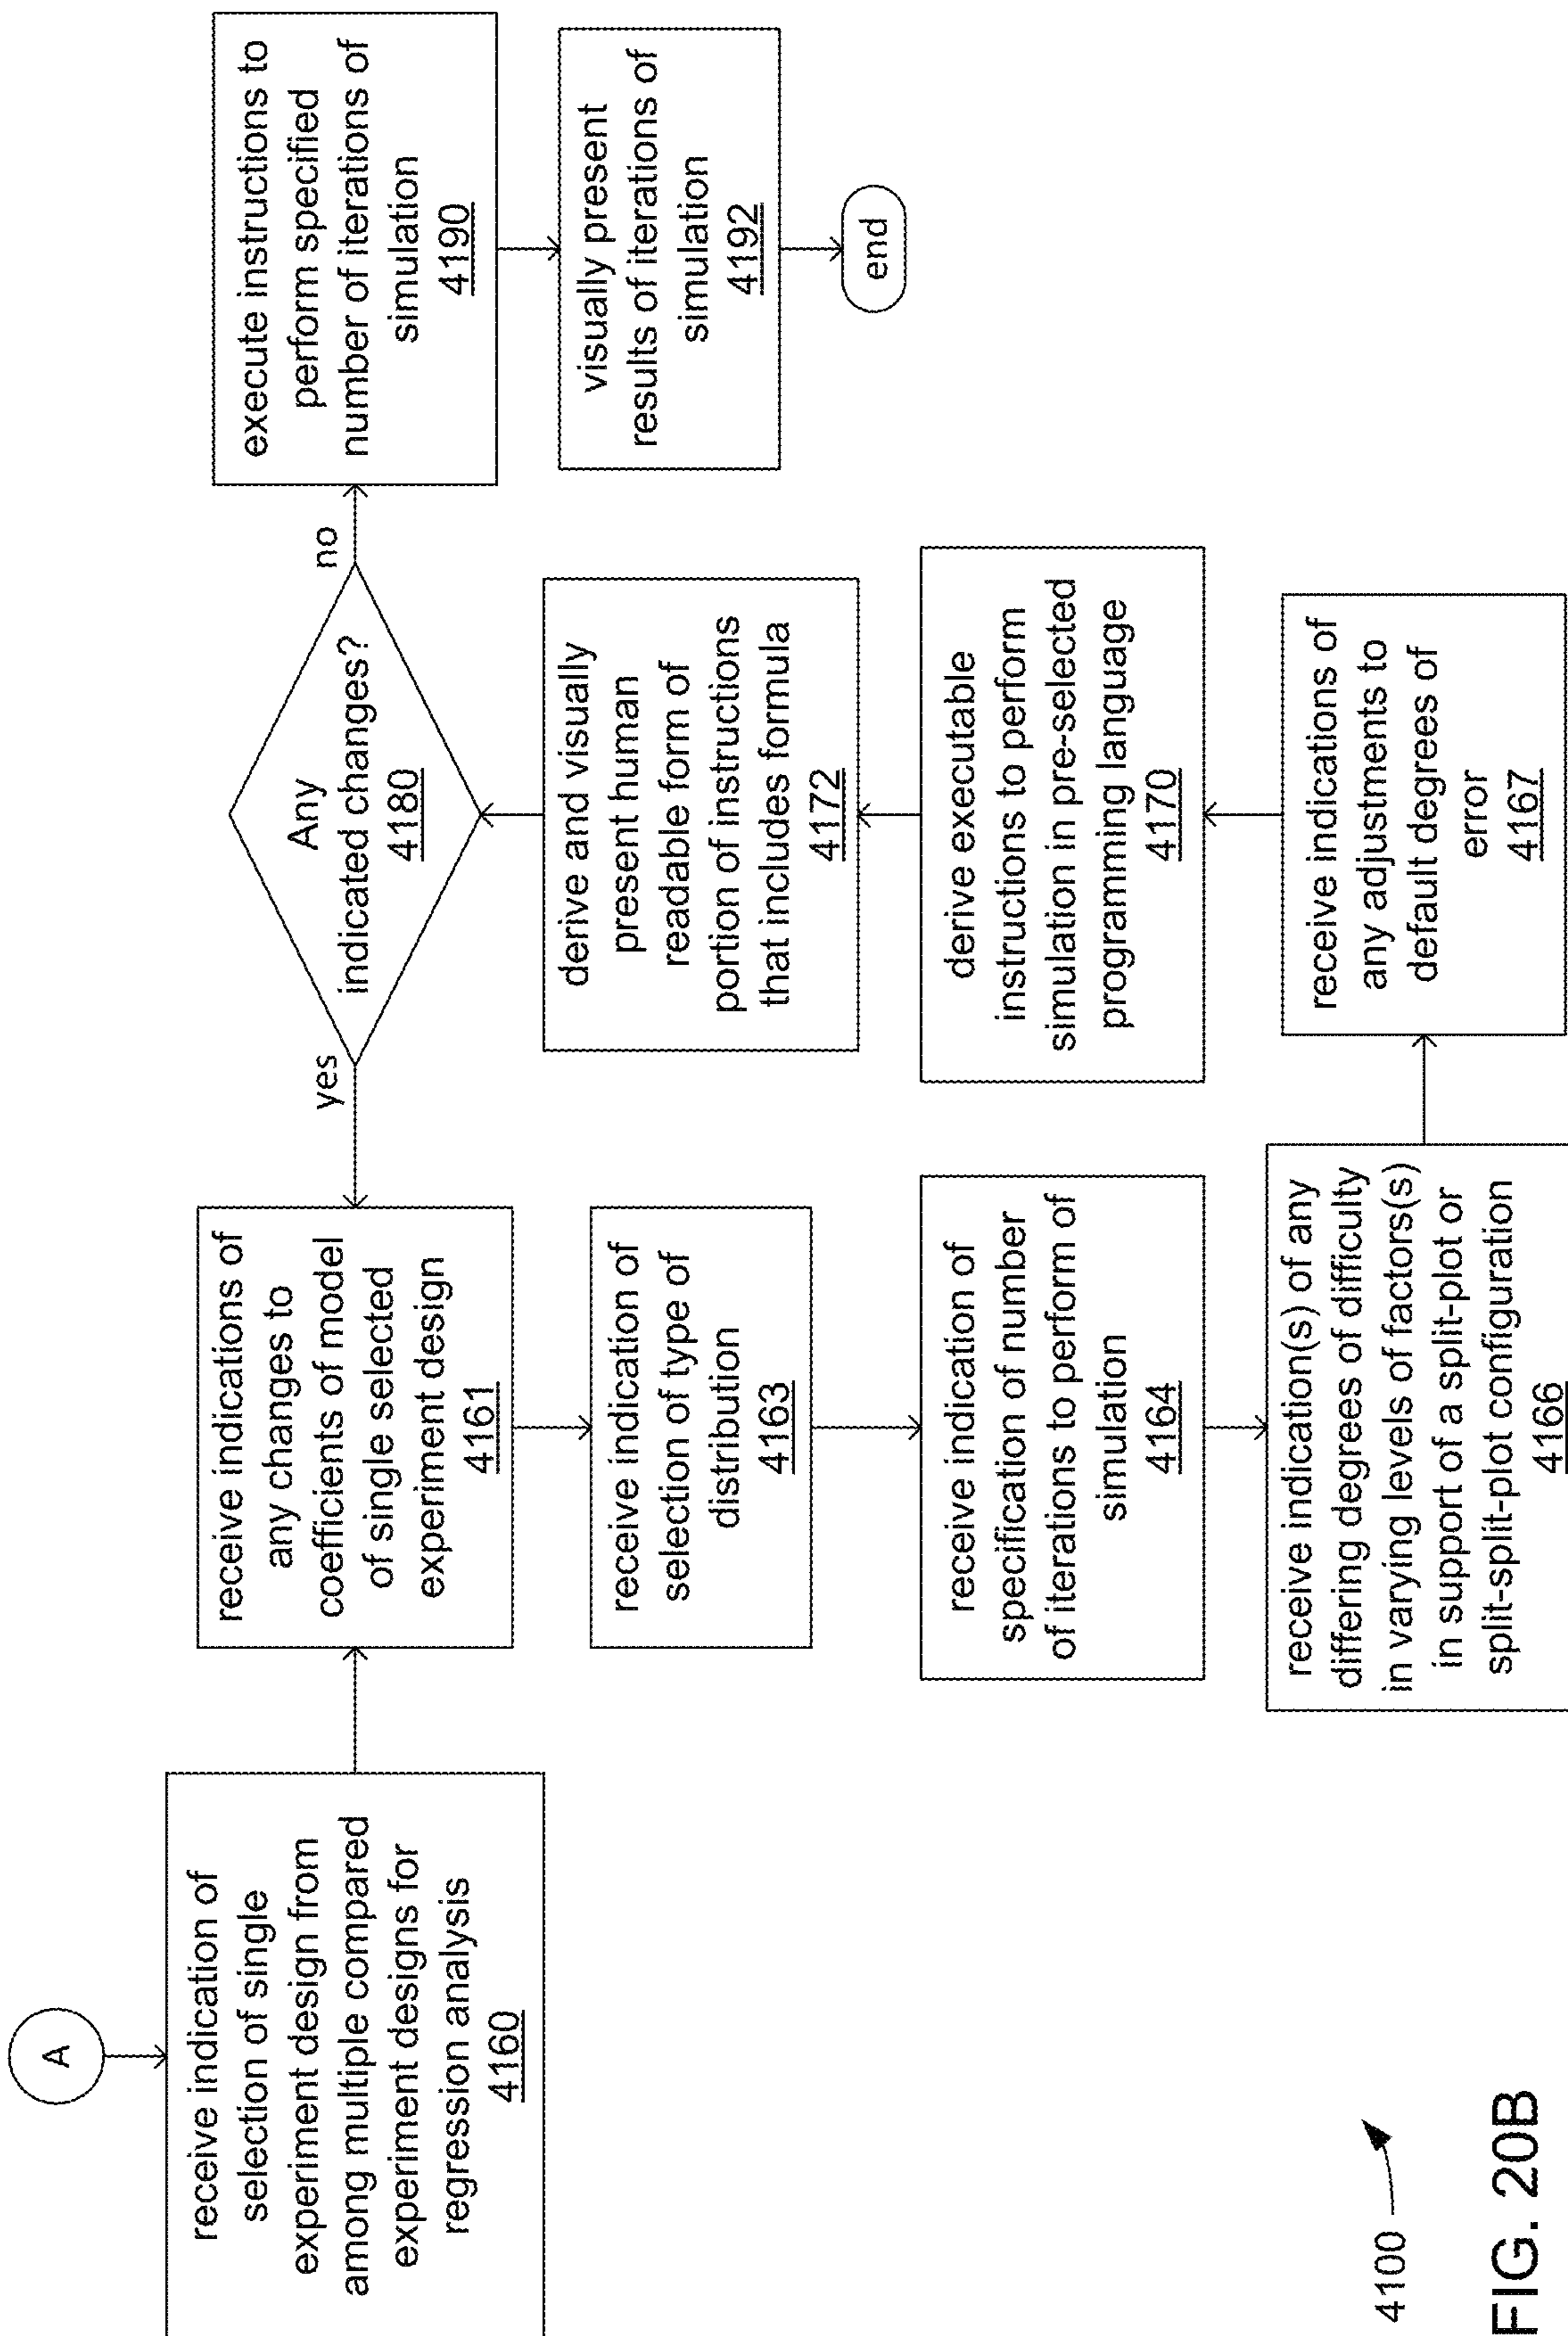 A
receive indication of
selection of single
experiment design from
among multiple compared
experiment designs for
regression analysis
4160
receive indications of
any changes to
coefficients of model
of single selected
experiment design
4161
receive indication of
selection of type of
distribution
4163
receive indication of
specification of number
of iterations to perform of
simulation
4164
receive indication(s) of any
differing degrees of difficulty
in varying levels of factors(s)
in support of a split-plot or
split-split-plot configuration
4166
receive indications of
any adjustments to
default degrees of
error
4167
derive executable
instructions to perform
simulation in pre-selected
programming language
4170
derive and visually
present human
readable form of
portion of instructions
that includes formula
4172
Any
indicated changes?
4180
yes
no
execute instructions to
perform specified
number of iterations of
simulation
4190
visually present
results of iterations of
simulation
4192
end
4100
FIG. 20B